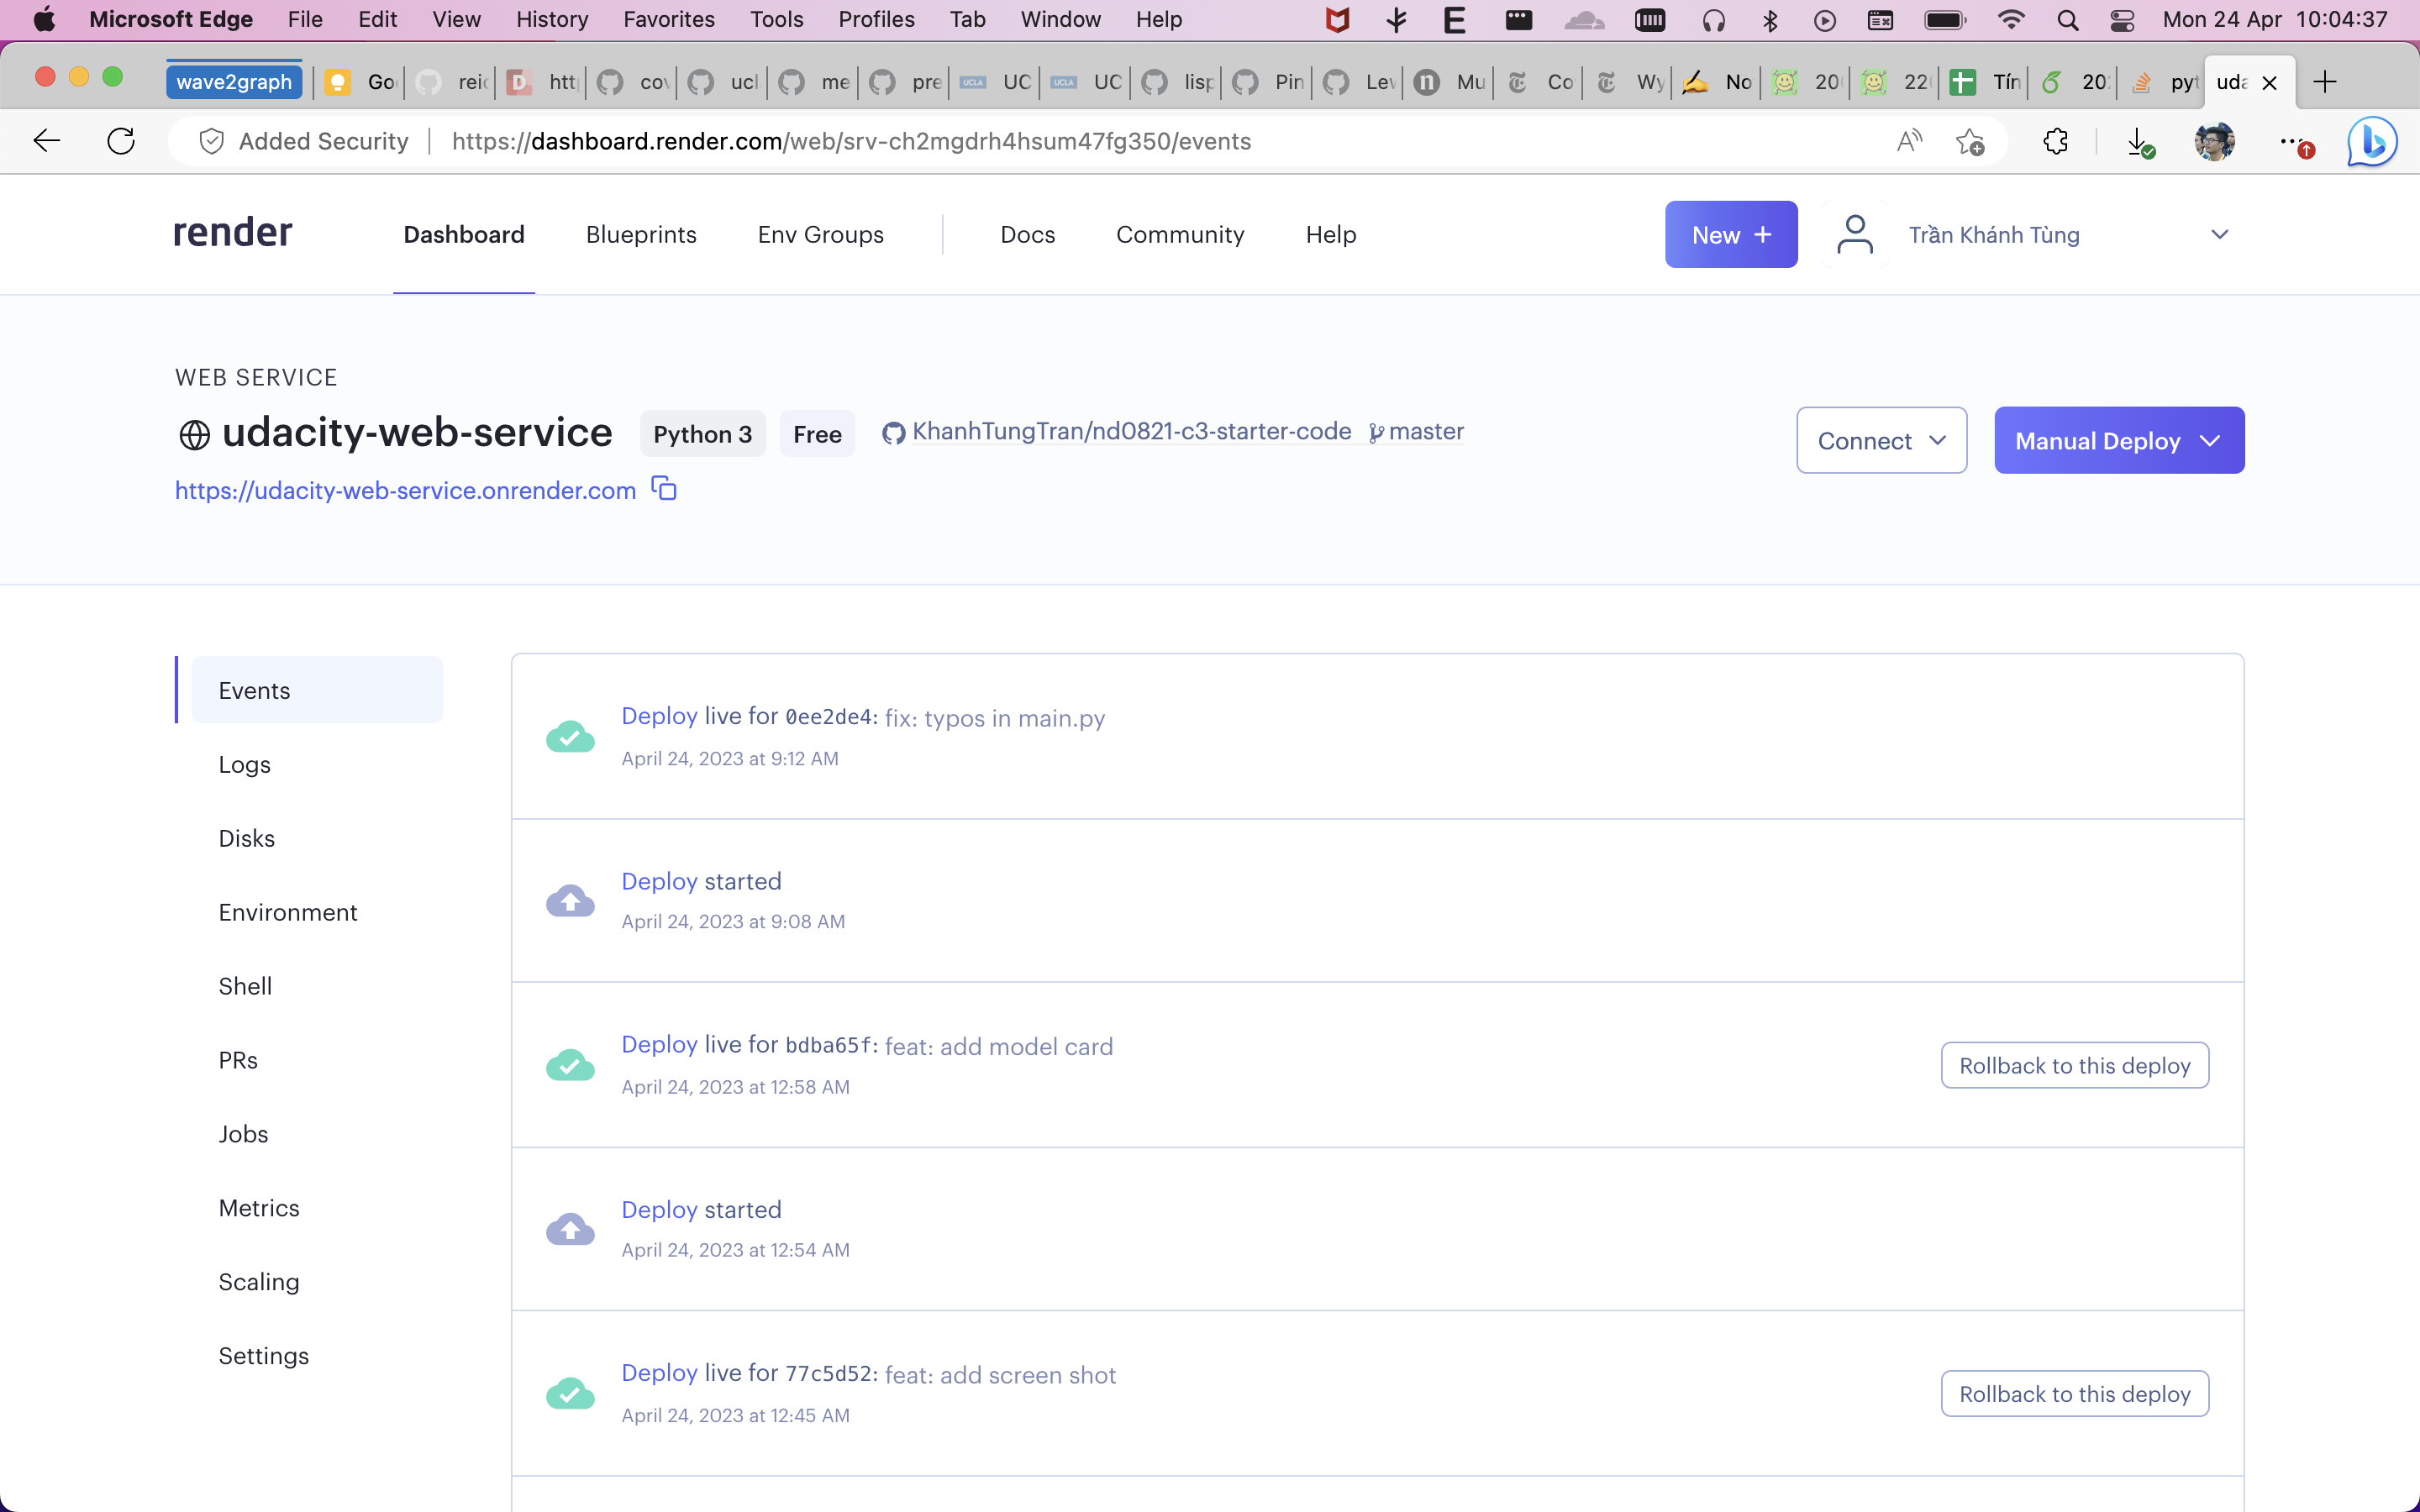 Microsoft Edge File Edit View History Favorites Tools Profiles Tab Window Help Mon 24 Apr 10:04:37
wave2graph Go htt co uc me pre UCLA UC UCLA UC lisp Pin Lev Mu Co Wy No 20 22 Tín 20 pyt uda
Added Security https://dashboard.render.com/web/srv-ch2mgdrh4hsum47fg350/events
render Dashboard Blueprints Env Groups Docs Community Help New + Trần Khánh Tùng
WEB SERVICE
udacity-web-service Python 3 Free KhanhTungTran/nd0821-c3-starter-code master
Connect Manual Deploy
https://udacity-web-service.onrender.com
Events
Logs
Disks
Environment
Shell
PRs
Jobs
Metrics
Scaling
Settings
Deploy live for 0ee2de4: fix: typos in main.py
April 24, 2023 at 9:12 AM
Deploy started
April 24, 2023 at 9:08 AM
Deploy live for bdba65f: feat: add model card
April 24, 2023 at 12:58 AM
Rollback to this deploy
Deploy started
April 24, 2023 at 12:54 AM
Deploy live for 77c5d52: feat: add screen shot
April 24, 2023 at 12:45 AM
Rollback to this deploy